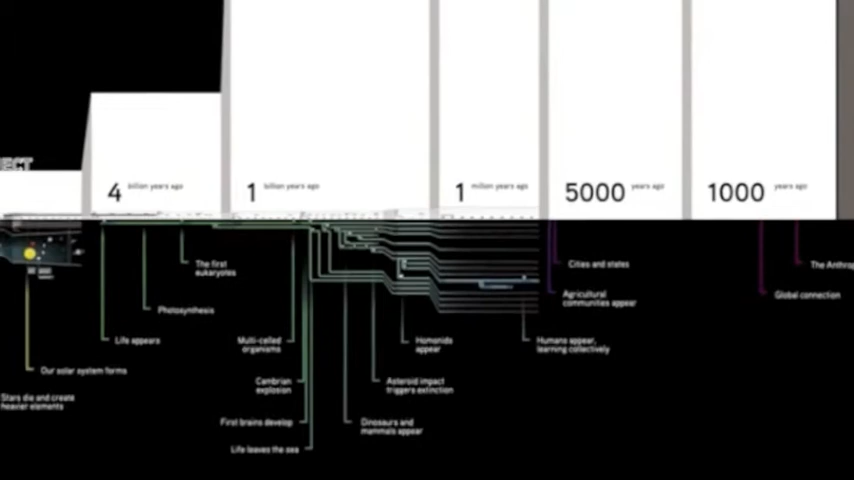 ECT
4 billion years ago
1 billion years ago
1 million years ago
5000 years ago
1000 years ago
The first
eukaryotes
Cities and states
The Anthrop
Agricultural
communities appear
Global connection
Photosynthesis
Life appears
Multi-celled
organisms
Homonids
appear
Humans appear,
learning collectively
Our solar system forms
Cambrian
explosion
Asteroid impact
triggers extinction
Stars die and create
heavier elements
First brains develop
Dinosaurs and
mammals appear
Life leaves the sea